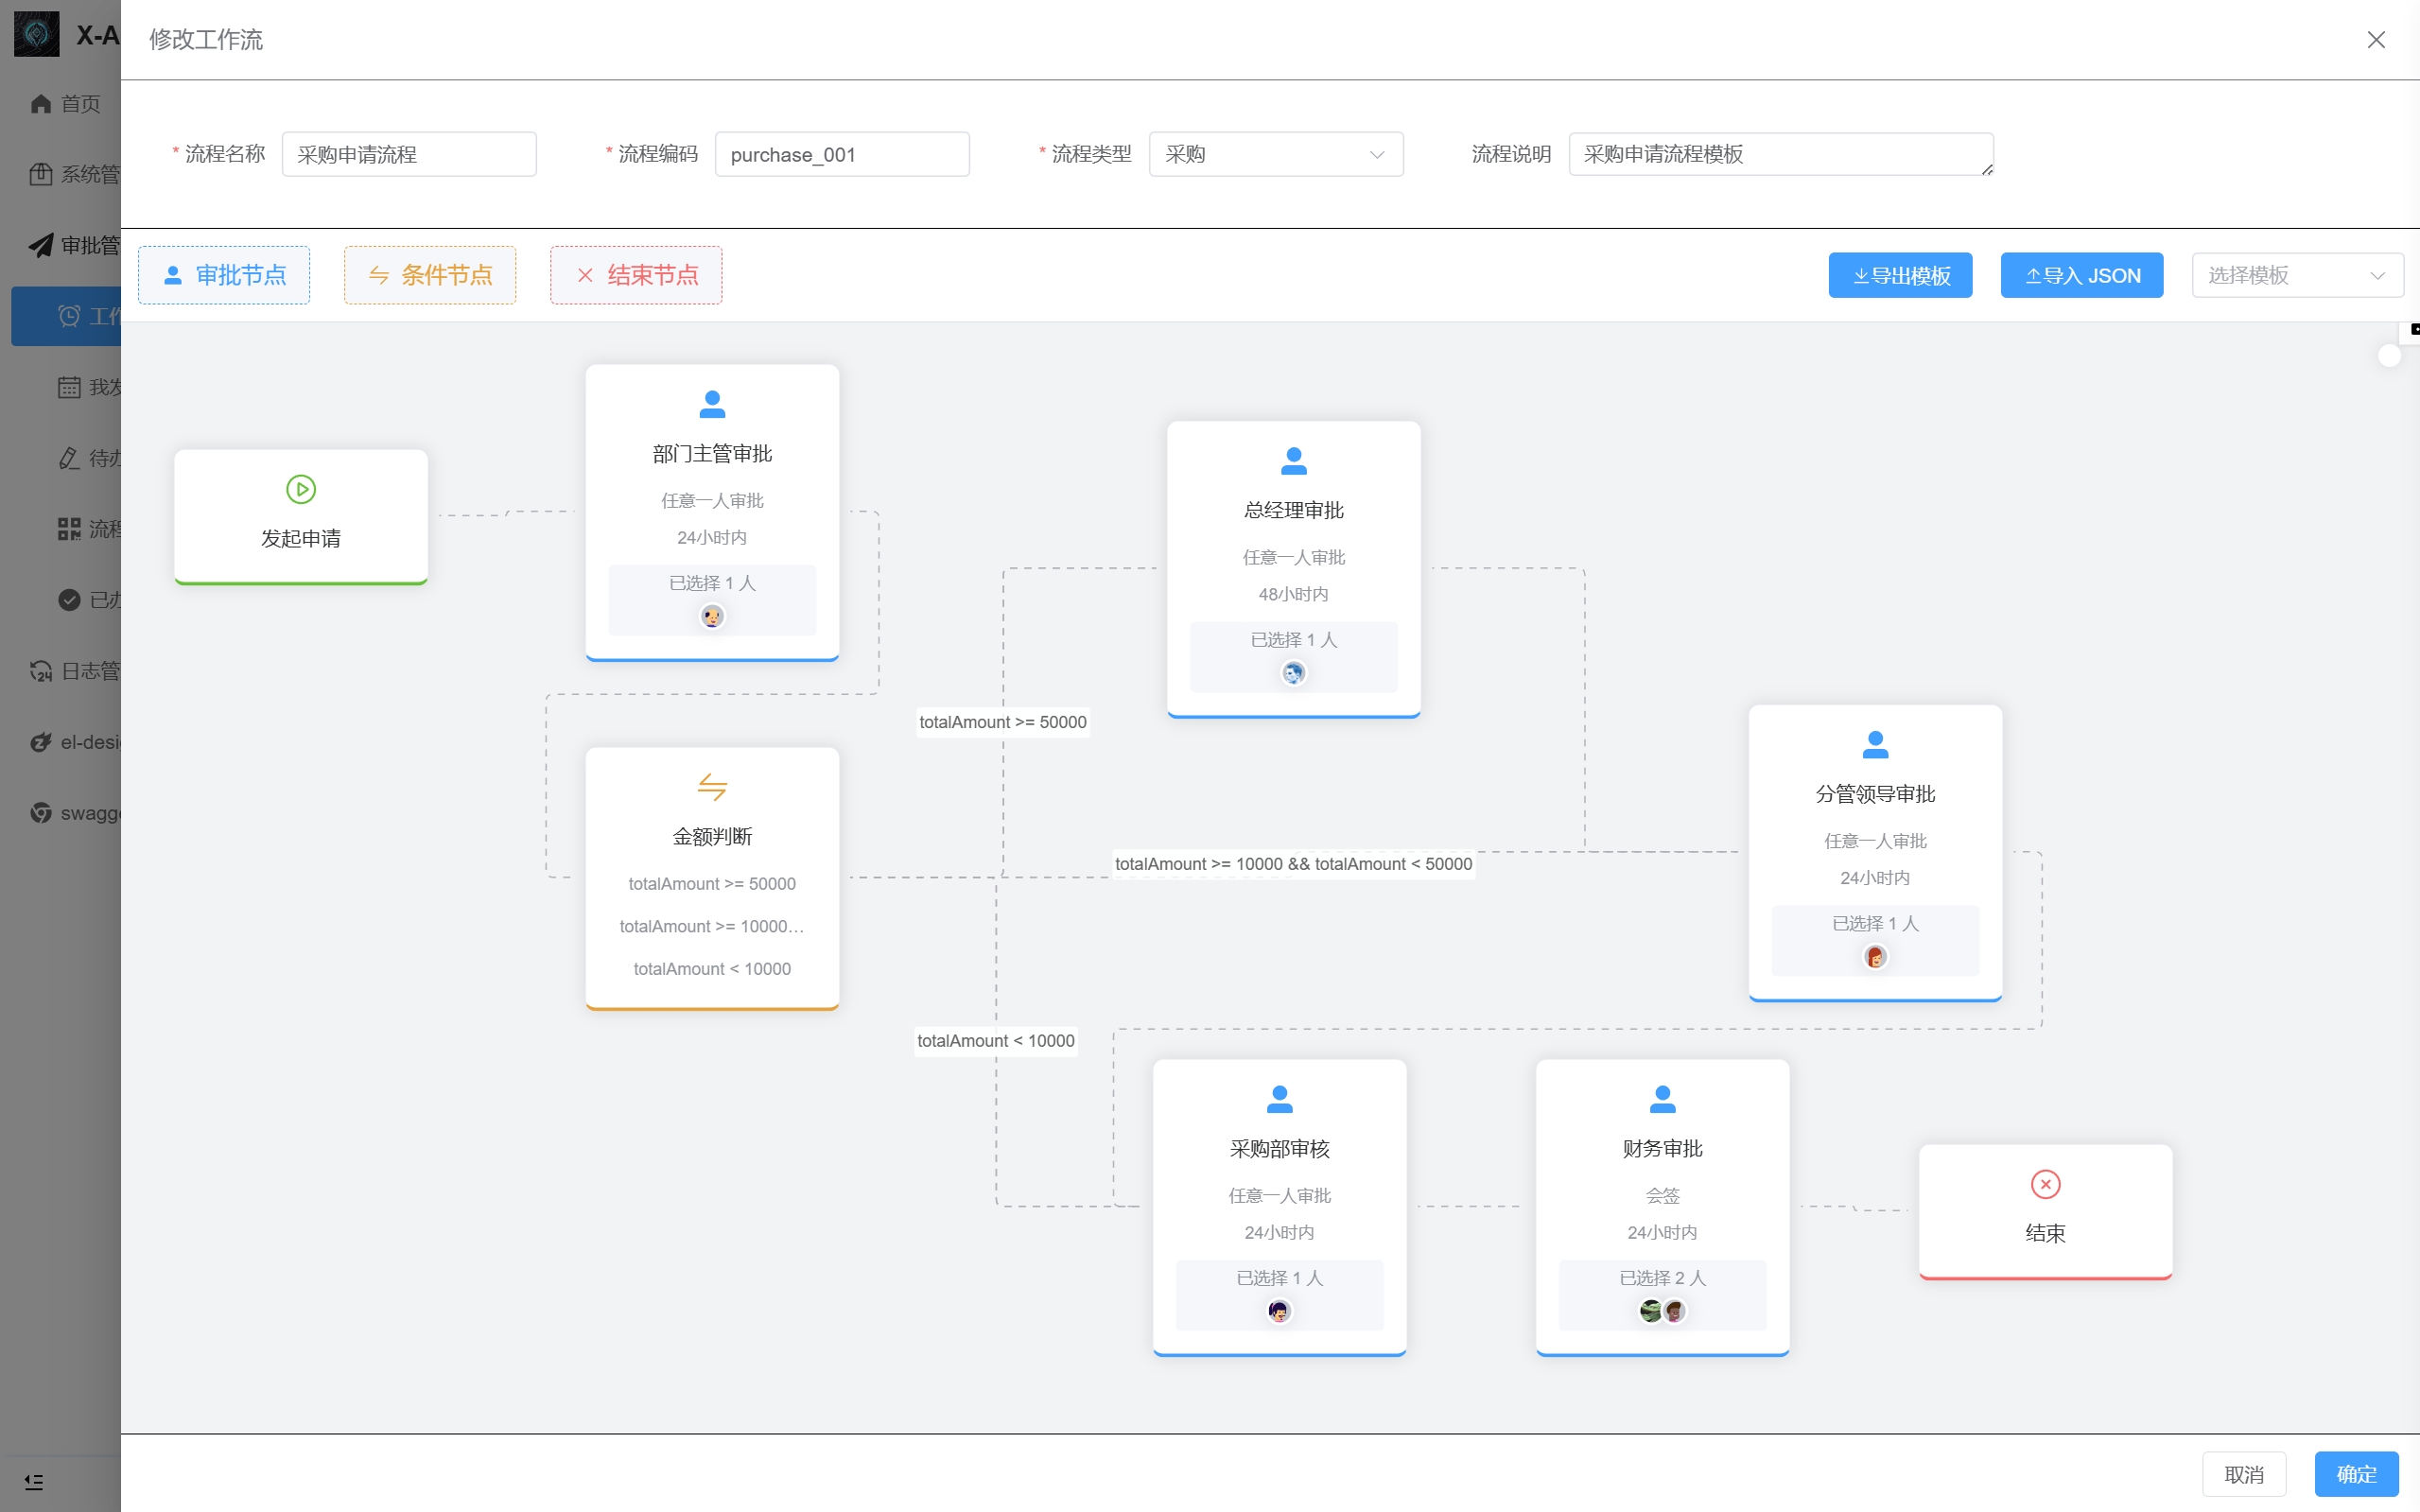 X-A
修改工作流
首页
系统管
审批管
工作
我发
待办
流程
已办
日志管
el-desi
swagge
* 流程名称
采购申请流程
* 流程编码
purchase_001
* 流程类型
采购
流程说明
采购申请流程模板
审批节点
条件节点
结束节点
导出模板
导入 JSON
选择模板
发起申请
部门主管审批
任意一人审批
24小时内
已选择 1 人
总经理审批
任意一人审批
48小时内
已选择 1 人
totalAmount >= 50000
金额判断
totalAmount >= 50000
totalAmount >= 10000...
totalAmount < 10000
totalAmount >= 10000 && totalAmount < 50000
分管领导审批
任意一人审批
24小时内
已选择 1 人
totalAmount < 10000
采购部审核
任意一人审批
24小时内
已选择 1 人
财务审批
会签
24小时内
已选择 2 人
结束
取消
确定